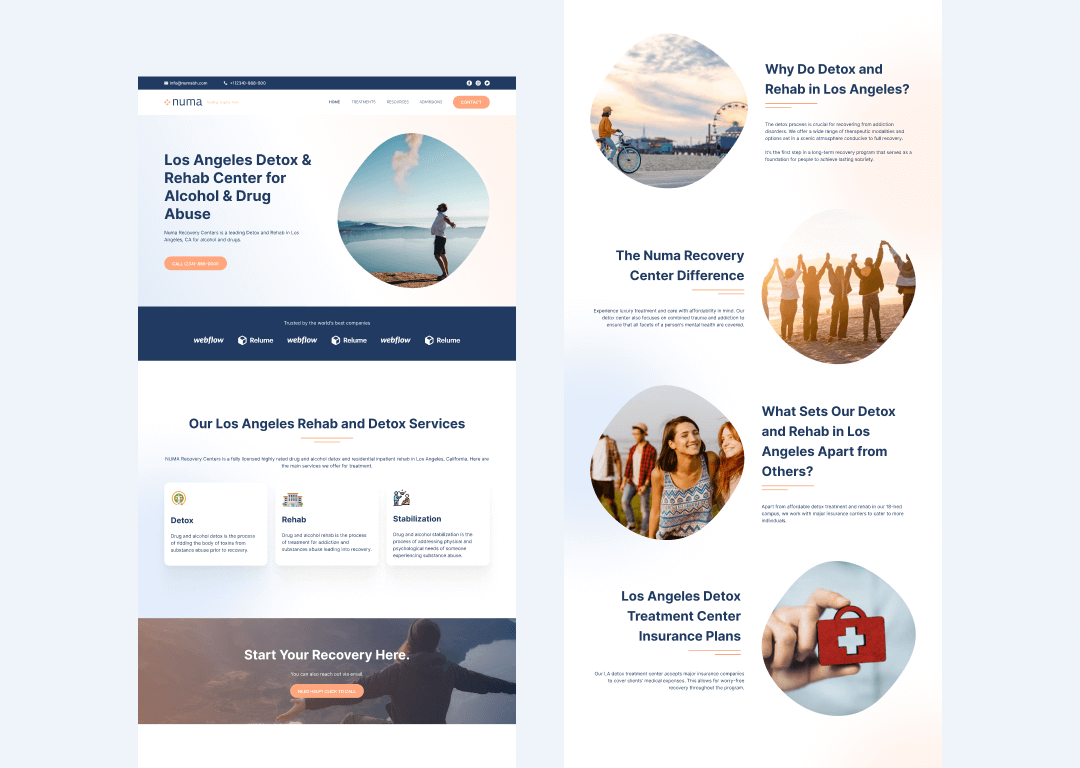 info@numabh.com
numa
HOME
TREATMENTS
RESOURCES
ADMISSIONS
CONTACT
Los Angeles Detox &
Rehab Center for
Alcohol & Drug
Abuse
Numa Recovery Centers is a leading Detox and Rehab in Los
Angeles, CA for alcohol and drugs.
Trusted by the world's best companies
webflow
Relume
webflow
Relume
webflow
Relume
Our Los Angeles Rehab and Detox Services
NUMA Recovery Centers is a fully licensed highly rated drug and alcohol detox and residential inpatient rehab in Los Angeles, California. Here are
the main services we offer for treatment.
Detox
Drug and alcohol detox is the process
of ridding the body of toxins from
substance abuse prior to recovery.
Rehab
Drug and alcohol rehab is the process
of treatment for addiction and
substances abuse leading into recovery.
Stabilization
Drug and alcohol stabilization is the
process of addressing physical and
psychological needs of someone
experiencing substance abuse.
Start Your Recovery Here.
You can also reach out via email
NEED HELP? CLICK TO CALL
Why Do Detox and
Rehab in Los Angeles?
The detox process is crucial for recovering from addiction
disorders. We offer a wide range of therapeutic modalities and
options set in a scenic atmosphere conducive to full recovery.
It's the first step in a long-term recovery program that serves as a
foundation for people to achieve lasting sobriety.
The Numa Recovery
Center Difference
Experience luxury treatment and care with affordability in mind. Our
detox center also focuses on combined trauma and addiction to
ensure that all facets of a person's mental health are covered.
What Sets Our Detox
and Rehab in Los
Angeles Apart from
Others?
Apart from affordable detox treatment and rehab in our 18-bed
campus, we work with major insurance carriers to cater to more
individuals.
Los Angeles Detox
Treatment Center
Insurance Plans
Our LA detox treatment center accepts major insurance companies
to cover clients' medical expenses. This allows for worry-free
recovery throughout the program.